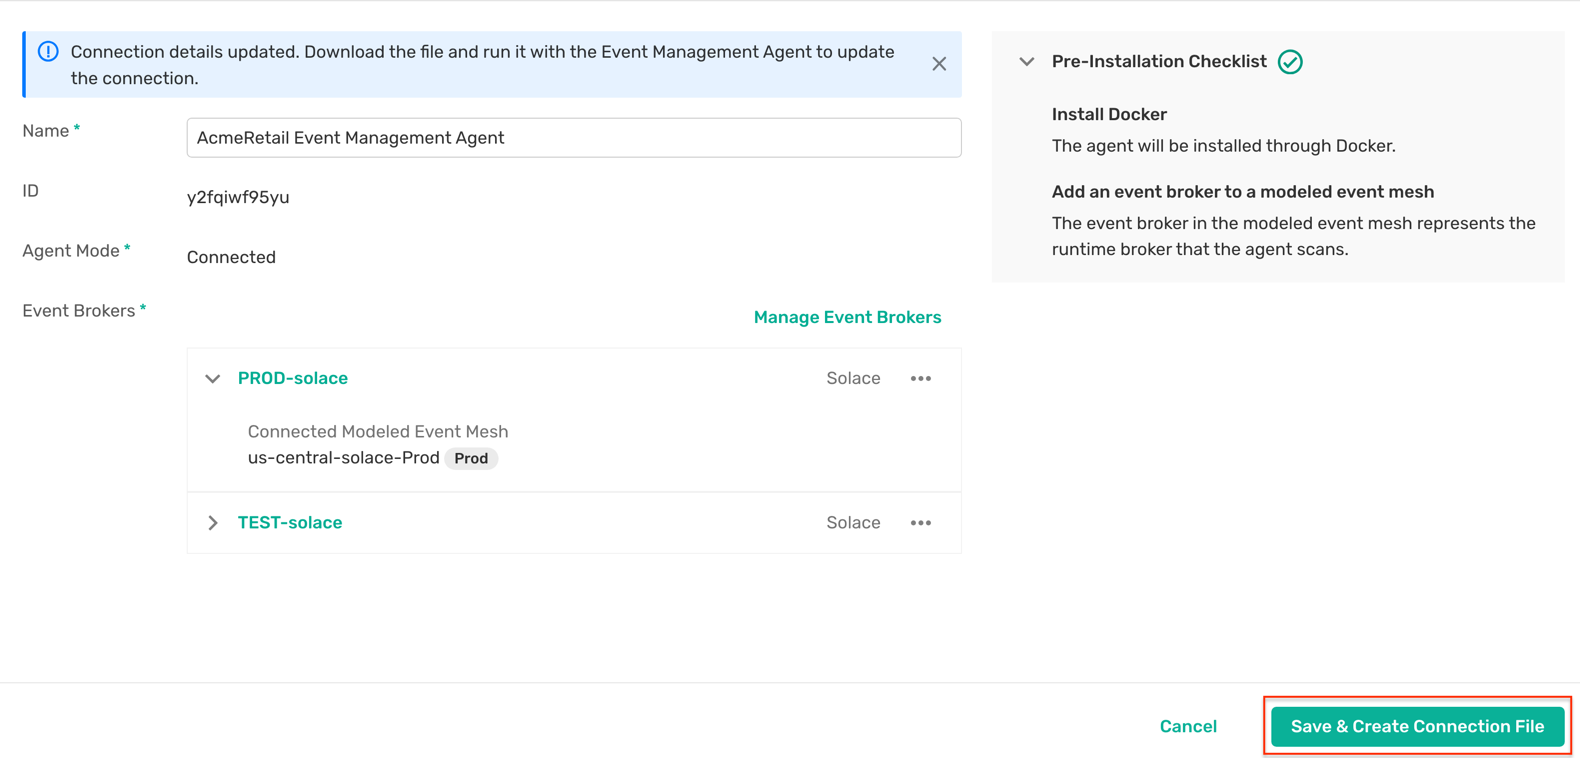 Connection details updated. Download the file and run it with the Event Management Agent to update
the connection.
Name *
AcmeRetail Event Management Agent
ID
y2fqiwf95yu
Agent Mode *
Connected
Event Brokers *
Manage Event Brokers
PROD-solace
Solace
Connected Modeled Event Mesh
us-central-solace-Prod Prod
TEST-solace
Solace
Pre-Installation Checklist
Install Docker
The agent will be installed through Docker.
Add an event broker to a modeled event mesh
The event broker in the modeled event mesh represents the
runtime broker that the agent scans.
Cancel
Save & Create Connection File